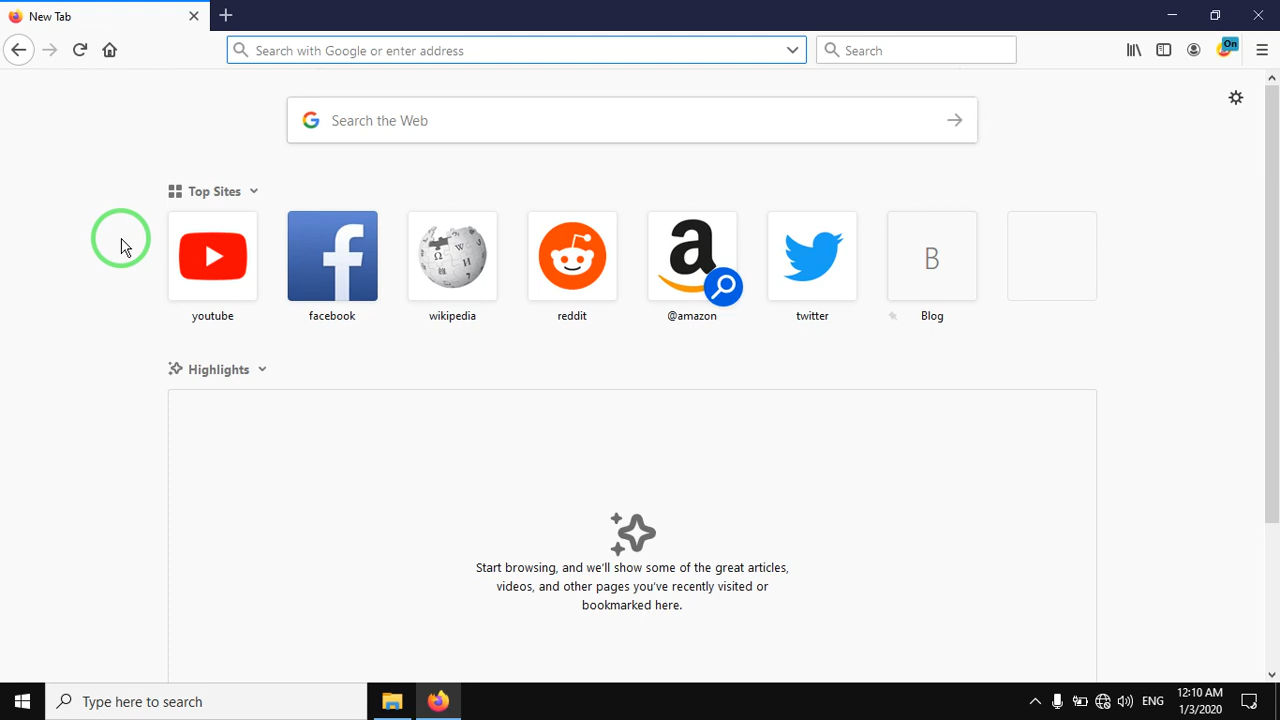 New Tab
Search with Google or enter address
Search
On
Search the Web
Top Sites
a
B
youtube
facebook
wikipedia
reddit
@amazon
twitter
Blog
Highlights
Start browsing, and we'll show some of the great articles,
videos, and other pages you've recently visited or
bookmarked here.
Type here to search
ENG
12:10 AM
1/3/2020